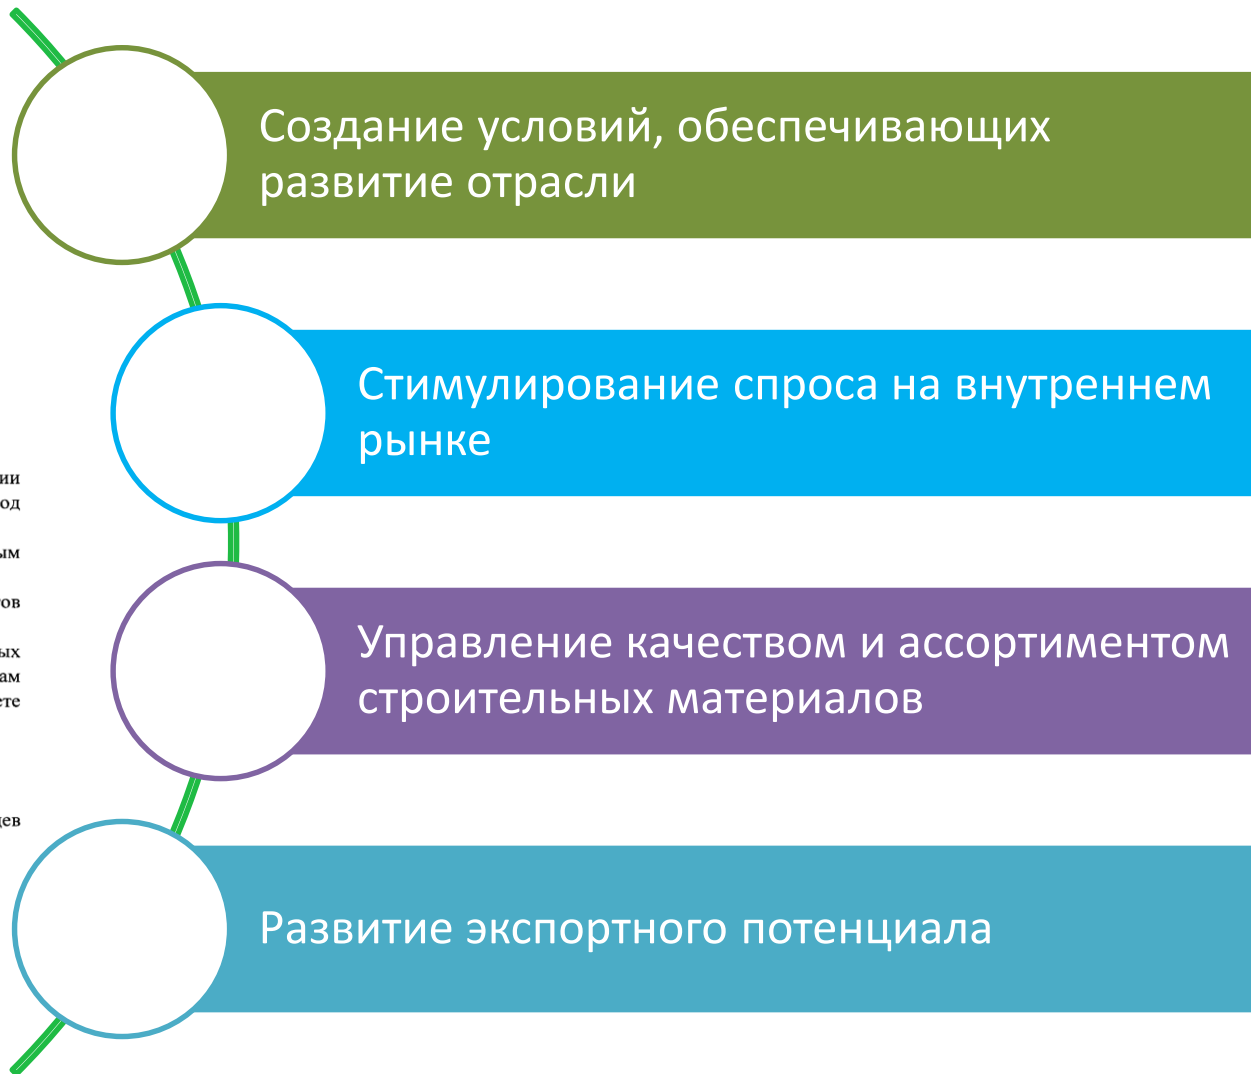 Создание условий, обеспечивающих
развитие отрасли
Стимулирование спроса на внутреннем
рынке
Управление качеством и ассортиментом
строительных материалов
Развитие экспортного потенциала